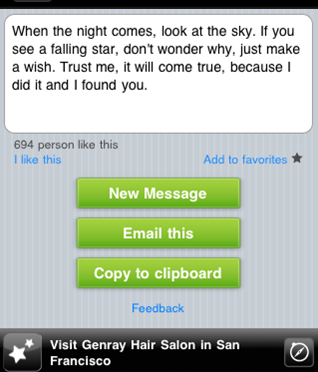 When the night comes, look at the sky. If you
see a falling star, don't wonder why, just make
a wish. Trust me, it will come true, because I
did it and I found you.
694 person like this
I like this
Add to favorites
New Message
Email this
Copy to clipboard
Feedback
Visit Genray Hair Salon in San
Francisco